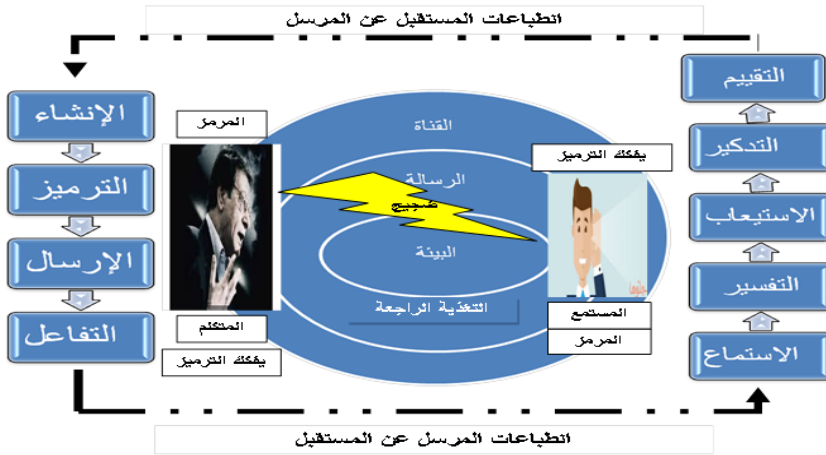 انطباعات المستقبل عن المرسل
التقييم
الإنشاء
المرمز
القناة
التذكير
يفكك الترميز
الترميز
الرسالة
ضجيج
الاستيعاب
الإرسال
البيئة
التفسير
التغذية الراجعة
المستمع
المتكلم
التفاعل
المرمز
الاستماع
يفكك الترميز
انطباعات المرسل عن المستقبل